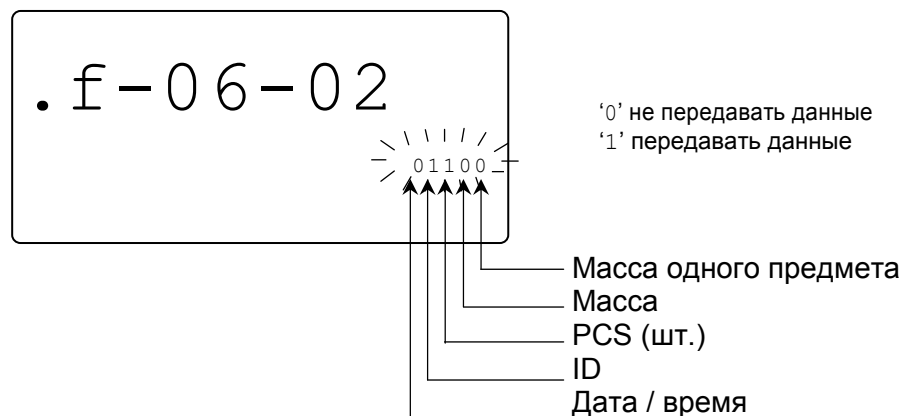 .f-06-02
01100
‘0’ не передавать данные
‘1’ передавать данные
Масса одного предмета
Масса
PCS (шт.)
ID
Дата / время